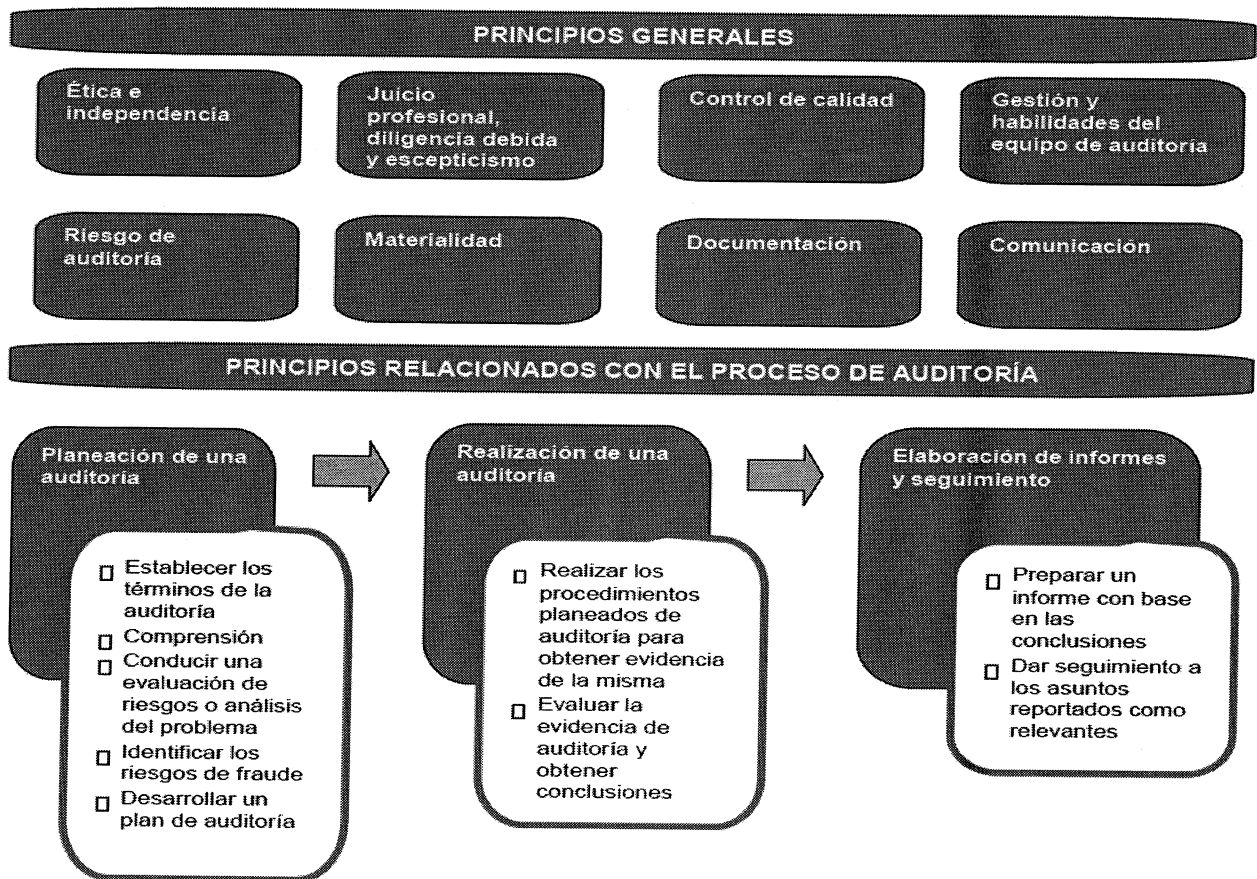 PRINCIPIOS GENERALES
Ética e
independencia
Juicio
profesional,
diligencia debida
y escepticismo
Control de calidad
Gestión y
habilidades del
equipo de auditoría
Riesgo de
auditoría
Materialidad
Documentación
Comunicación
PRINCIPIOS RELACIONADOS CON EL PROCESO DE AUDITORÍA
Planeación de una
auditoría
Establecer los
términos de la
auditoría
Comprensión
Conducir una
evaluación de
riesgos o análisis
del problema
Identificar los
riesgos de fraude
Desarrollar un
plan de auditoría
Realización de una
auditoría
Realizar los
procedimientos
planeados de
auditoría para
obtener evidencia
de la misma
Evaluar la
evidencia de
auditoría y
obtener
conclusiones
Elaboración de informes
y seguimiento
Preparar un
informe con base
en las
conclusiones
Dar seguimiento a
los asuntos
reportados como
relevantes